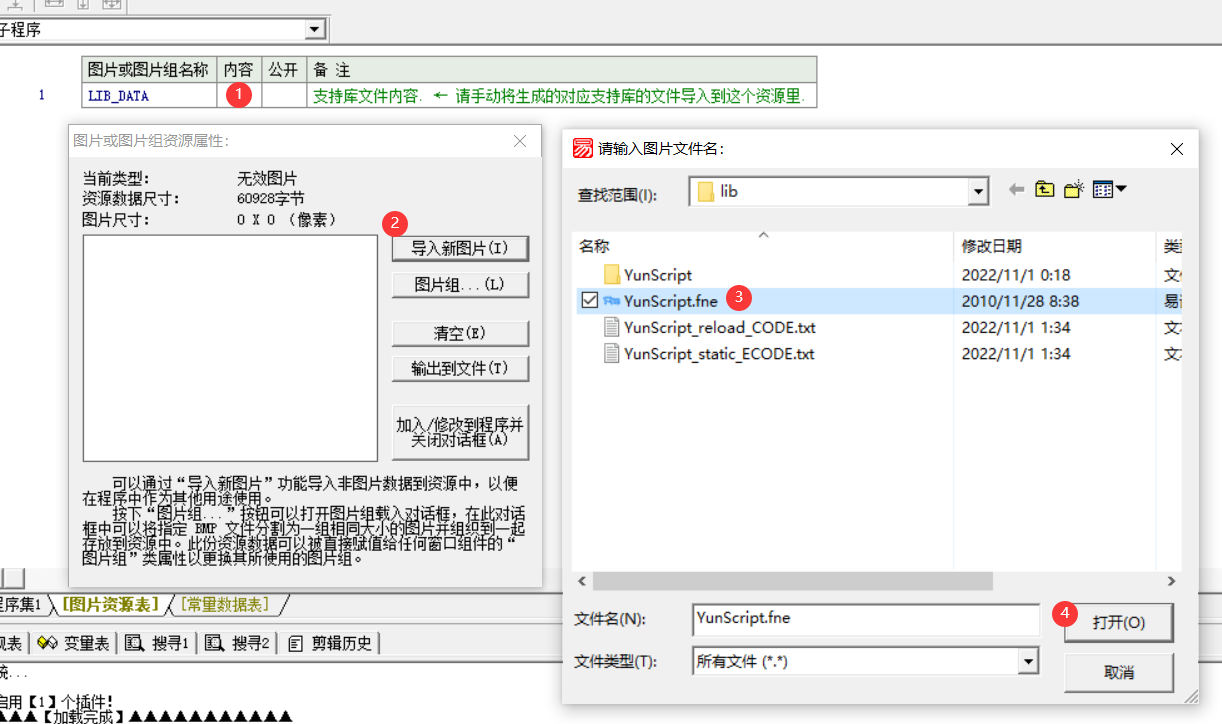 子程序
图片或图片组名称 内容 公开 备 注
1 LIB_DATA 1 支持库文件内容. ← 请手动将生成的对应支持库的文件导入到这个资源里.
图片或图片组资源属性:
当前类型: 无效图片
资源数据尺寸: 60928字节
图片尺寸: 0 X 0 （像素）
2
导入新图片(I)
图片组...(L)
清空(E)
输出到文件(T)
加入/修改到程序并
关闭对话框(A)
可以通过“导入新图片”功能导入非图片数据到资源中，以便
在程序中作为其他用途使用。
按下“图片组...”按钮可以打开图片组载入对话框，在此对话
框中可以将指定 BMP 文件分割为一组相同大小的图片并组织到一起
存放到资源中。此份资源数据可以被直接赋值给任何窗口组件的“
图片组”类属性以更换其所使用的图片组。
请输入图片文件名:
查找范围(I): lib
名称 修改日期
YunScript 2022/11/1 0:18
YunScript.fne 3 2010/11/28 8:38
YunScript_reload_CODE.txt 2022/11/1 1:34
YunScript_static_ECODE.txt 2022/11/1 1:34
文件名(N): YunScript.fne 4 打开(O)
文件类型(T): 所有文件 (*.*) 取消
程序集1 [图片资源表] [常量数据表]
变量表 搜寻1 搜寻2 剪辑历史
启用【1】个插件!
▲▲▲【加载完成】▲▲▲▲▲▲▲▲▲▲▲